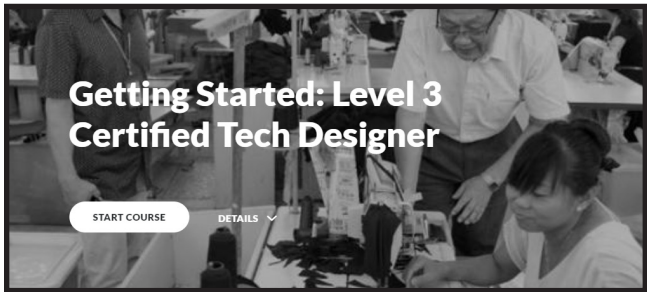 Getting Started: Level 3
Certified Tech Designer
START COURSE
DETAILS